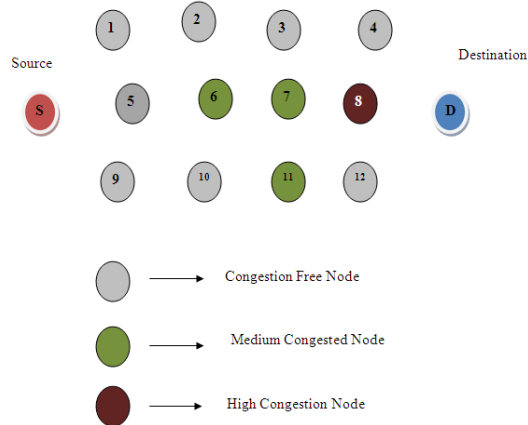 1 2 3 4
Source
Destination
S 5 6 7 8 D
9 10 11 12
Congestion Free Node
Medium Congested Node
High Congestion Node